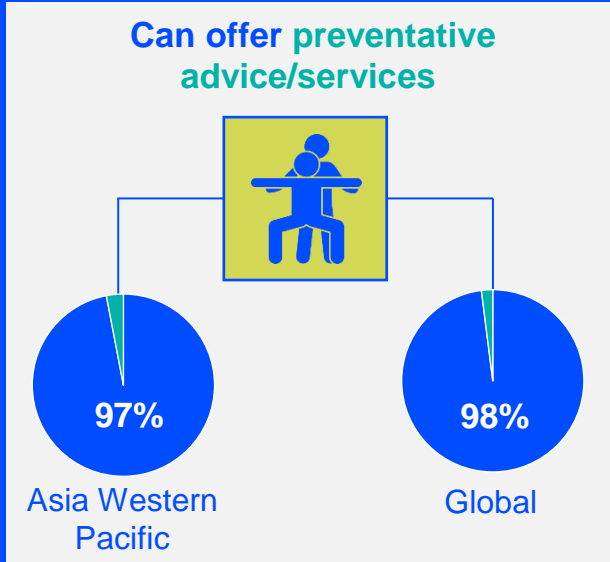 Can offer preventative
advice/services
97%
98%
Asia Western
Pacific
Global